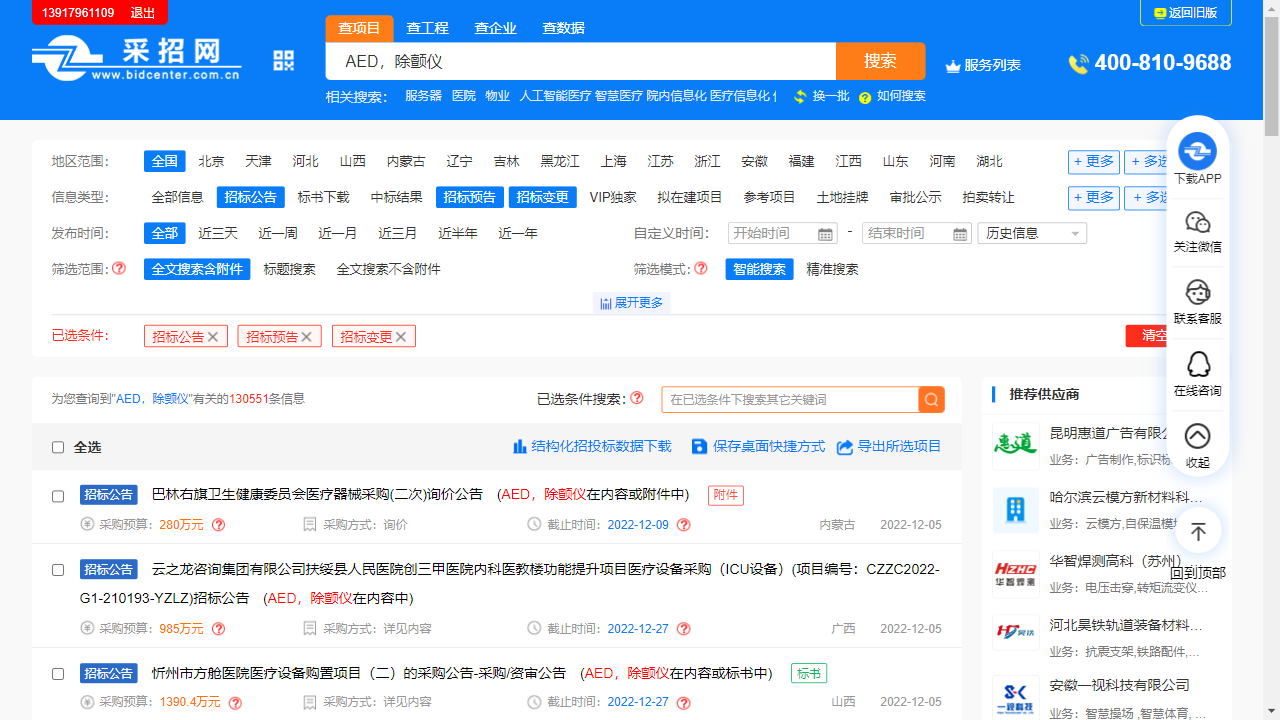 13917961109 退出
返回旧版
采招网
www.bidcenter.com.cn
查项目 查工程 查企业 查数据
AED，除颤仪 搜索
服务列表
400-810-9688
相关搜索： 服务器 医院 物业 人工智能医疗 智慧医疗 院内信息化 医疗信息化 换一批 如何搜索
地区范围： 全国 北京 天津 河北 山西 内蒙古 辽宁 吉林 黑龙江 上海 江苏 浙江 安徽 福建 江西 山东 河南 湖北 + 更多 + 多选
信息类型： 全部信息 招标公告 标书下载 中标结果 招标预告 招标变更 VIP独家 拟在建项目 参考项目 土地挂牌 审批公示 拍卖转让 + 更多 + 多选
发布时间： 全部 近三天 近一周 近一月 近三月 近半年 近一年 自定义时间： 开始时间 - 结束时间 历史信息
筛选范围： 全文搜索含附件 标题搜索 全文搜索不含附件 筛选模式： 智能搜索 精准搜索
展开更多
已选条件： 招标公告 招标预告 招标变更 清空
下载APP
关注微信
联系客服
在线咨询
收起
回到顶部
为您查询到"AED，除颤仪"有关的130551条信息 已选条件搜索： 在已选条件下搜索其它关键词
全选 结构化招投标数据下载 保存桌面快捷方式 导出所选项目
招标公告 巴林右旗卫生健康委员会医疗器械采购(二次)询价公告 (AED，除颤仪在内容或附件中) 附件
采购预算：280万元 采购方式：询价 截止时间：2022-12-09 内蒙古 2022-12-05
招标公告 云之龙咨询集团有限公司扶绥县人民医院创三甲医院内科医教楼功能提升项目医疗设备采购（ICU设备）(项目编号：CZZC2022-
G1-210193-YZLZ)招标公告 (AED，除颤仪在内容中)
采购预算：985万元 采购方式：详见内容 截止时间：2022-12-27 广西 2022-12-05
招标公告 忻州市方舱医院医疗设备购置项目（二）的采购公告-采购/资审公告 (AED，除颤仪在内容或标书中) 标书
采购预算：1390.4万元 采购方式：详见内容 截止时间：2022-12-27 山西 2022-12-05
推荐供应商
惠道
昆明惠道广告有限公
业务：广告制作,标识标
哈尔滨云模方新材料科...
业务：云模方,自保温模
HZHC
华智焊测
华智焊测高科（苏州）
业务：电压击穿,转矩流变仪...
昊铁
河北昊铁轨道装备材料...
业务：抗震支架,铁路配件,...
一视科技
安徽一视科技有限公司
业务：智慧操场 ,智慧体育, ...